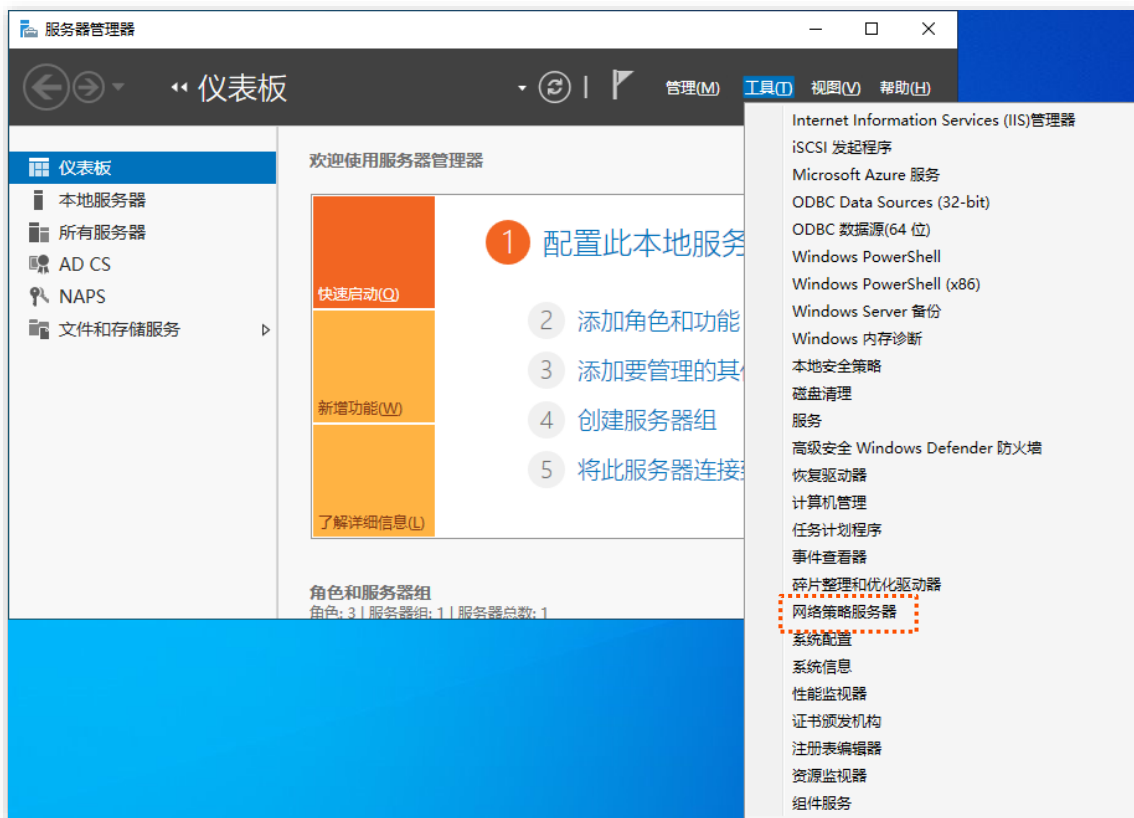 服务器管理器
仪表板
管理(M) 工具(T) 视图(V) 帮助(H)
仪表板
本地服务器
所有服务器
AD CS
NAPS
文件和存储服务
欢迎使用服务器管理器
快速启动(Q)
新增功能(W)
了解详细信息(L)
1 配置此本地服务
2 添加角色和功能
3 添加要管理的其
4 创建服务器组
5 将此服务器连接
角色和服务器组
角色: 3 | 服务器组: 1 | 服务器总数: 1
Internet Information Services (IIS)管理器
iSCSI 发起程序
Microsoft Azure 服务
ODBC Data Sources (32-bit)
ODBC 数据源(64 位)
Windows PowerShell
Windows PowerShell (x86)
Windows Server 备份
Windows 内存诊断
本地安全策略
磁盘清理
服务
高级安全 Windows Defender 防火墙
恢复驱动器
计算机管理
任务计划程序
事件查看器
碎片整理和优化驱动器
网络策略服务器
系统配置
系统信息
性能监视器
证书颁发机构
注册表编辑器
资源监视器
组件服务